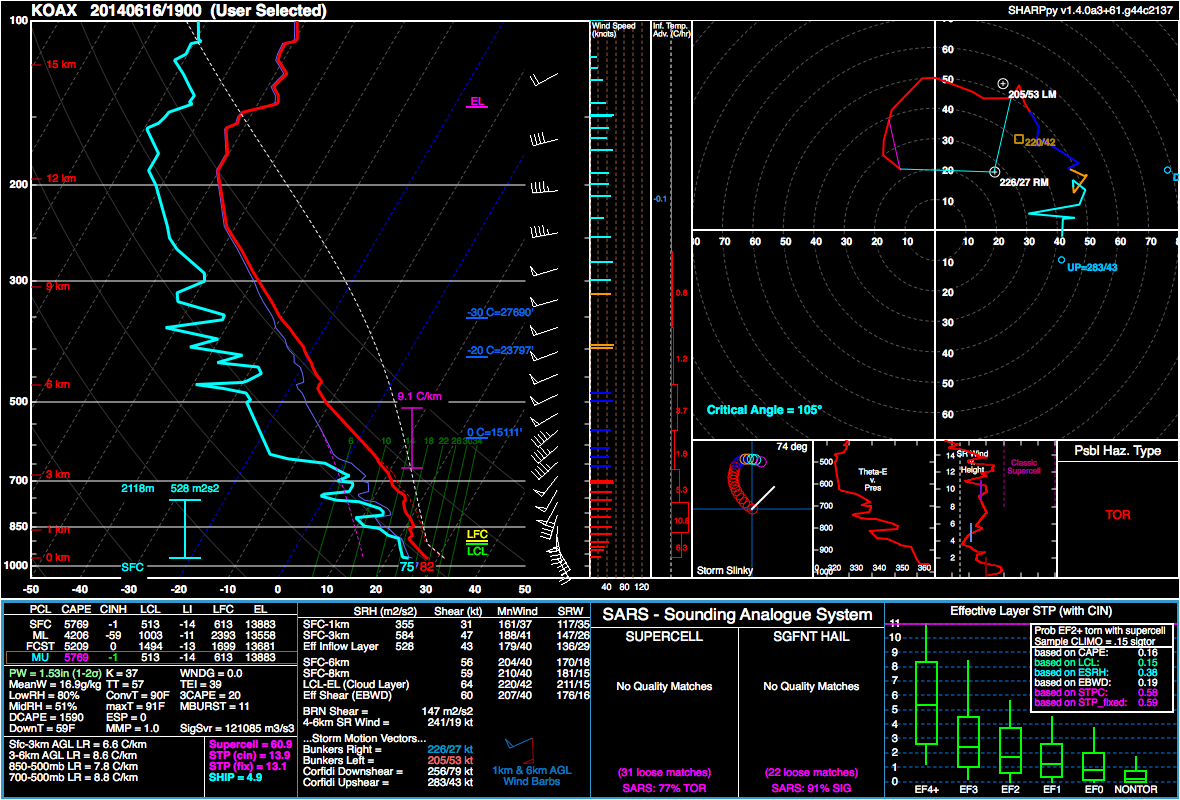 KOAX 20140616/1900 (User Selected)
SHARPpy v1.4.0a3+61.g44c2137
100
200
300
500
700
850
1000
15 km
12 km
9 km
6 km
3 km
1 km
0 km
EL
-30 C=27690'
-20 C=23797'
9.1 C/km
0 C=15111'
6 10 14 18 22 26 30 34
2118m 528 m2s2
SFC
LFC
LCL
75 82
-50 -40 -30 -20 -10 0 10 20 30 40 50
Wind Speed
(knots)
40 80 120
Inf. Temp.
Adv. (C/hr)
-0.1
0.8
1.2
3.7
1.8
5.3
10.8
6.3
60
50
40
30
20
10
80 70 60 50 40 30 20 10 10 20 30 40 50 60 70 8
10
20
30
40
50
60
205/53 LM
220/42
226/27 RM
UP=283/43
D
Critical Angle = 105°
74 deg
Storm Slinky
Theta-E
v.
Pres
500
600
700
800
900
1000
320 330 340 350 360
SR Wind
v.
Height
Classic
Supercell
14
12
10
8
6
4
2
Psbl Haz. Type
TOR
PCL CAPE CINH LCL LI LFC EL
SFC 5769 -1 513 -14 613 13883
ML 4206 -59 1003 -11 2393 13558
FCST 5209 0 1494 -13 1699 13681
MU 5769 -1 513 -14 613 13883
PW = 1.53in (1-2σ) K = 37 WNDG = 0.0
MeanW = 16.9g/kg TT = 57 TEI = 39
LowRH = 80% ConvT = 90F 3CAPE = 20
MidRH = 51% maxT = 91F MBURST = 11
DCAPE = 1590 ESP = 0
DownT = 59F MMP = 1.0 SigSvr = 121085 m3/s3
Sfc-3km AGL LR = 6.6 C/km
3-6km AGL LR = 8.6 C/km
850-500mb LR = 7.8 C/km
700-500mb LR = 8.8 C/km
Supercell = 60.9
STP (cin) = 13.9
STP (fix) = 13.1
SHIP = 4.9
SRH (m2/s2) Shear (kt) MnWind SRW
SFC-1km 355 31 161/37 117/35
SFC-3km 584 47 188/41 147/26
Eff Inflow Layer 528 43 179/40 136/29
SFC-6km 56 204/40 170/18
SFC-8km 59 210/41 181/15
LCL-EL (Cloud Layer) 64 220/42 211/15
Eff Shear (EBWD) 60 207/40 176/16
BRN Shear = 147 m2/s2
4-6km SR Wind = 241/19 kt
...Storm Motion Vectors...
Bunkers Right = 226/27 kt
Bunkers Left = 205/53 kt
Corfidi Downshear = 256/79 kt
Corfidi Upshear = 283/43 kt
1km & 6km AGL
Wind Barbs
SARS - Sounding Analogue System
SUPERCELL SGFNT HAIL
No Quality Matches No Quality Matches
(31 loose matches) (22 loose matches)
SARS: 77% TOR SARS: 91% SIG
Effective Layer STP (with CIN)
11
10
9
8
7
6
5
4
3
2
1
0
EF4+ EF3 EF2 EF1 EF0 NONTOR
Prob EF2+ torn with supercell
Sample CLIMO = .15 sigtor
based on CAPE: 0.16
based on LCL: 0.15
based on ESRH: 0.38
based on EBWD: 0.19
based on STPC: 0.58
based on STP_fixed: 0.59